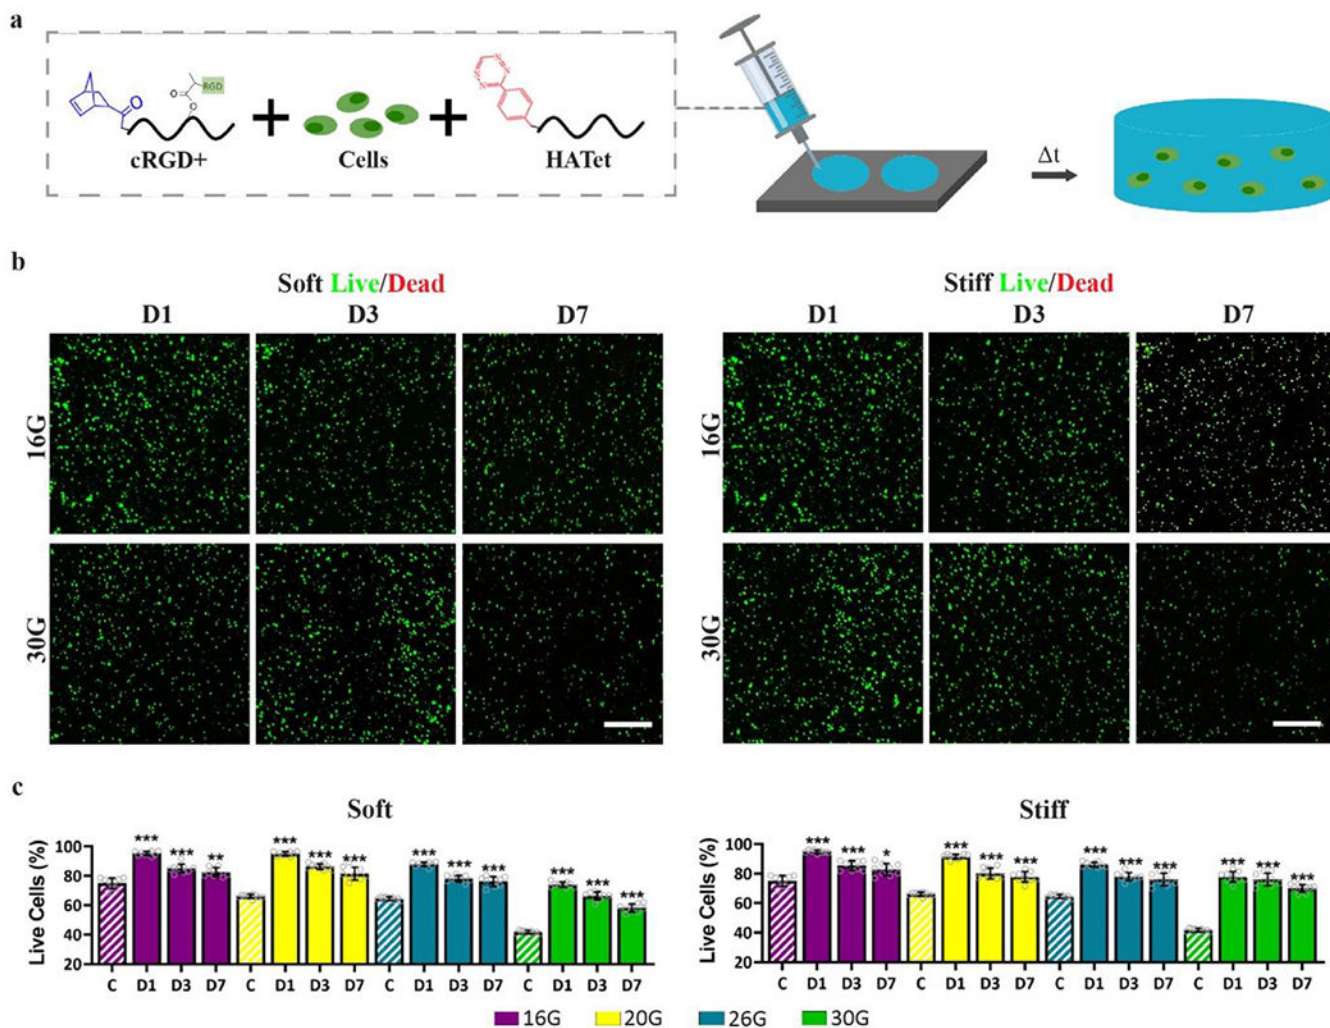 a
RGD
O
O
O
N N
N N
cRGD+
Cells
HATet
Δt
b
Soft Live/Dead
D1 D3 D7
16G
30G
Stiff Live/Dead
D1 D3 D7
16G
30G
c
Soft
Live Cells (%)
100
80
60
40
20
*** *** ** *** *** *** *** *** *** *** *** ***
C D1 D3 D7 C D1 D3 D7 C D1 D3 D7 C D1 D3 D7
Stiff
Live Cells (%)
100
80
60
40
20
*** *** * *** *** *** *** *** *** *** *** ***
C D1 D3 D7 C D1 D3 D7 C D1 D3 D7 C D1 D3 D7
16G 20G 26G 30G